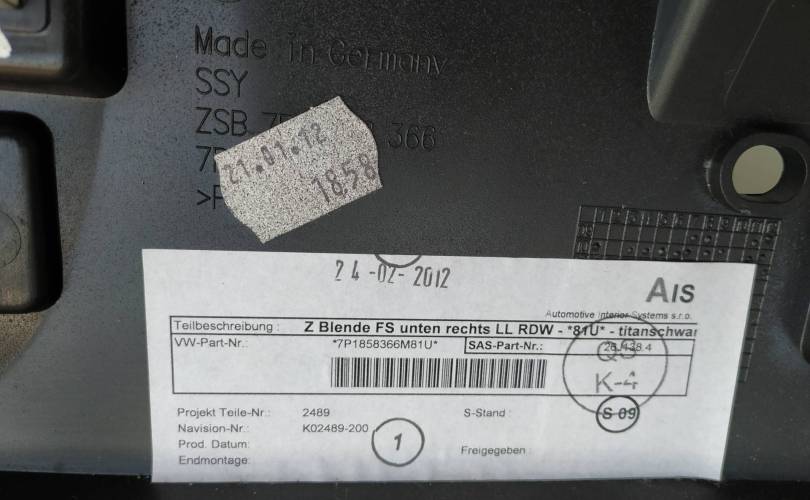 Made in Germany
SSY
ZSB 366
21.01.12
1858
24-02-2012
AIS
Automotive Interior Systems s.r.o.
Teilbeschreibung : Z Blende FS unten rechts LL RDW - *81U* - titanschwar
VW-Part-Nr.: *7P1858366M81U* SAS-Part-Nr.:
K-4
Projekt Teile-Nr.: 2489 S-Stand : S 09
Navision-Nr.: K02489-200 1
Prod. Datum:
Endmontage: Freigegeben :